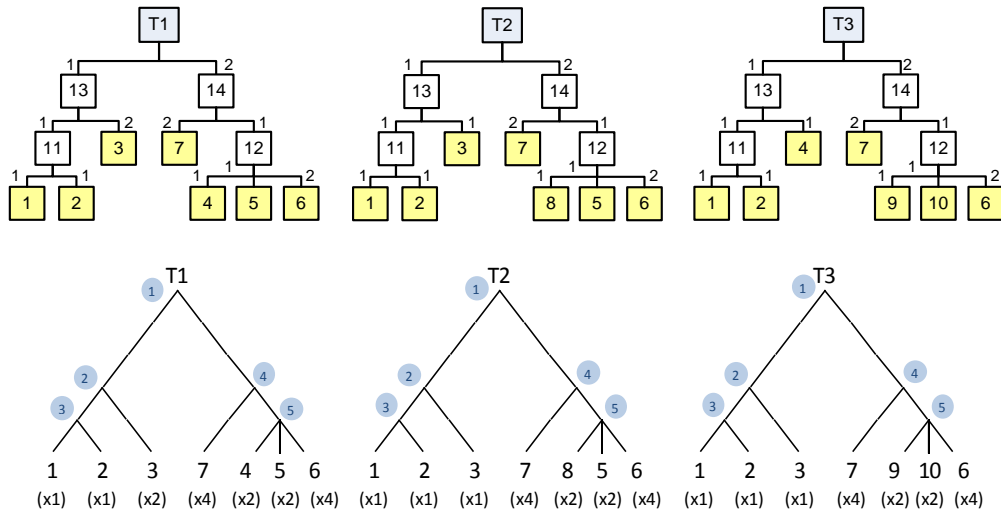 T1 T2 T3
1 2 1 2 1 2
13 14 13 14 13 14
1 2 2 1 1 1 2 1 1 2 2 1
11 3 7 12 11 3 7 12 11 4 7 12
1 1 1 1 2 1 1 1 1 2 1 1 1 1 2
1 2 4 5 6 1 2 8 5 6 1 2 9 10 6
T1 T2 T3
1 1 1
2 4 2 4 2 4
3 5 3 5 3 5
1 2 3 7 4 5 6 1 2 3 7 8 5 6 1 2 3 7 9 10 6
(x1) (x1) (x2) (x4) (x2) (x2) (x4) (x1) (x1) (x1) (x4) (x2) (x2) (x4) (x1) (x1) (x1) (x4) (x2) (x2) (x4)